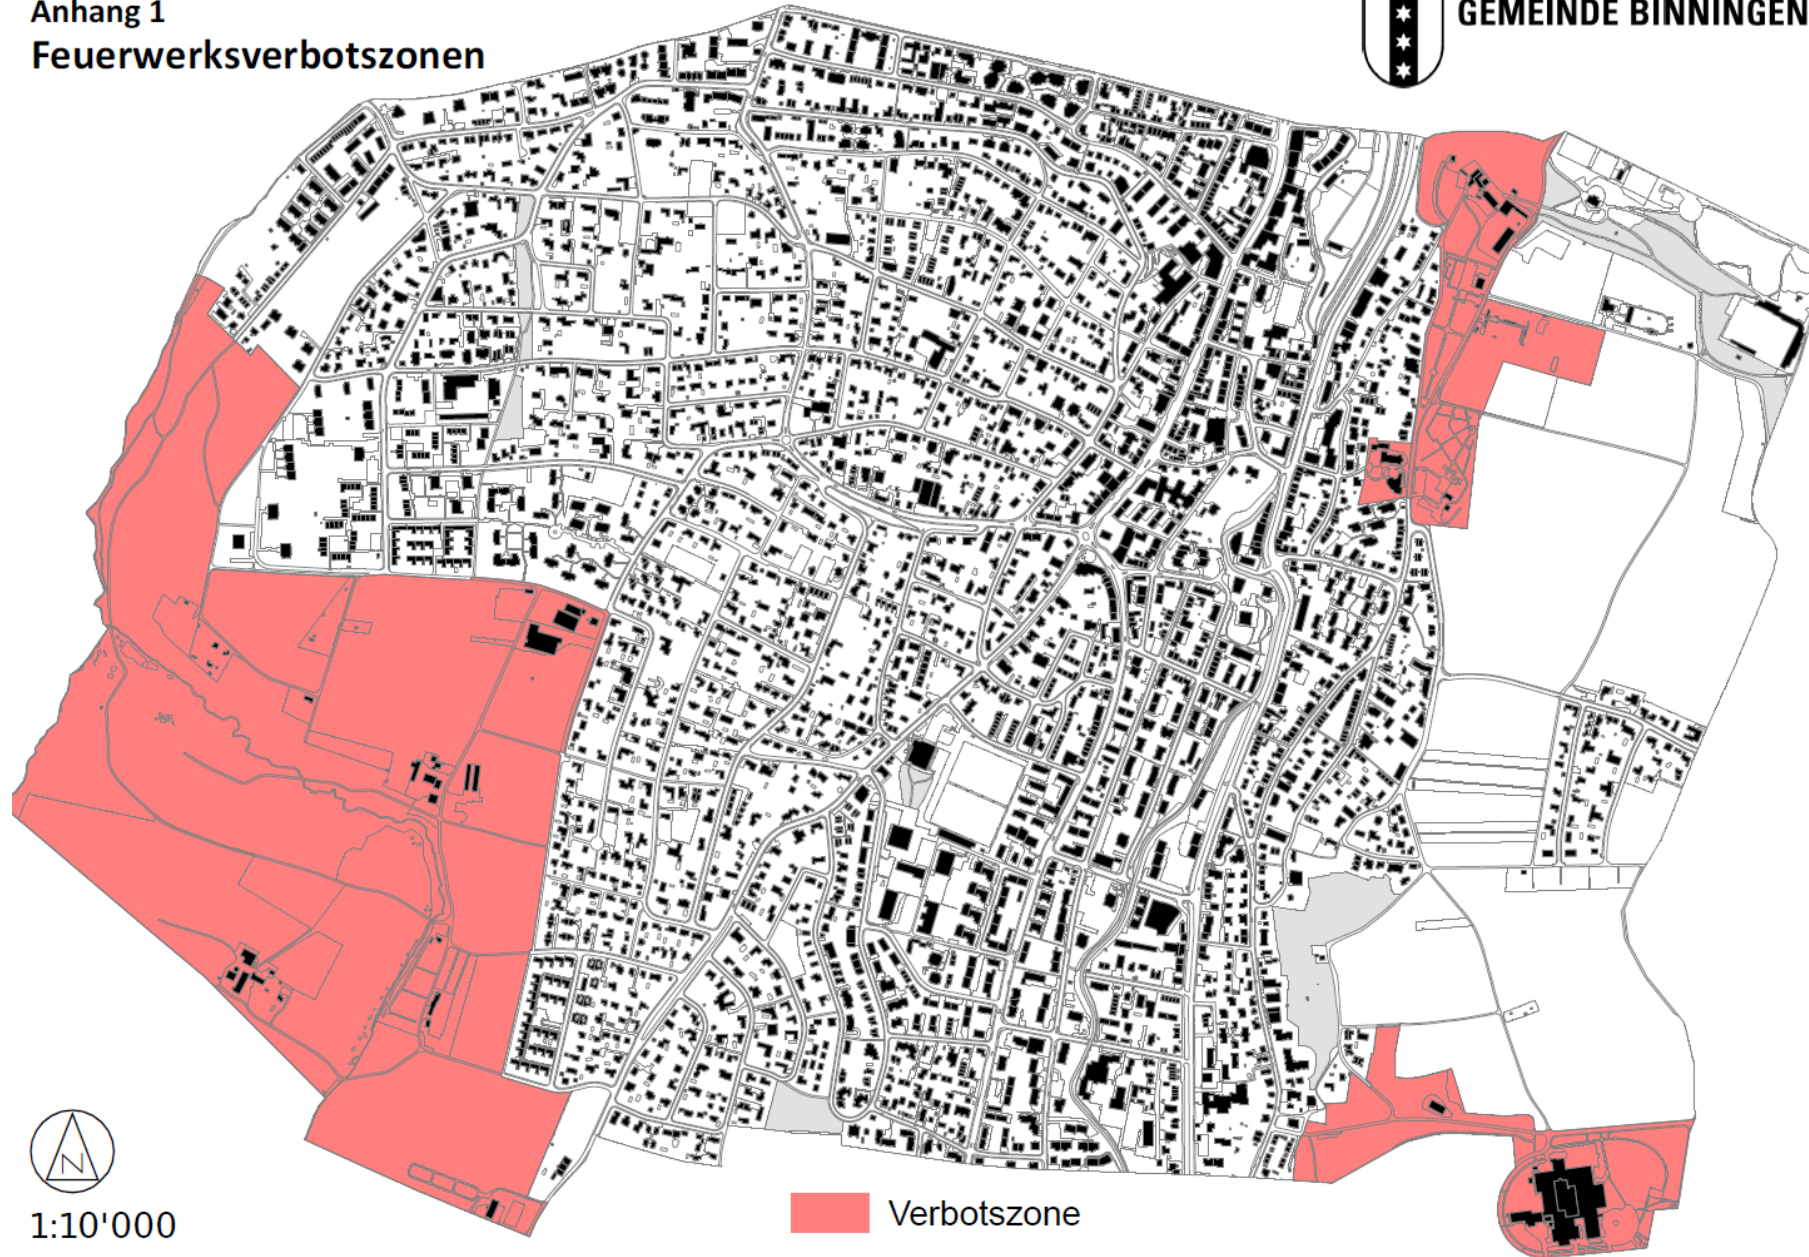 Anhang 1
Feuerwerksverbotszonen
GEMEINDE BINNINGEN
N
1:10'000
Verbotszone